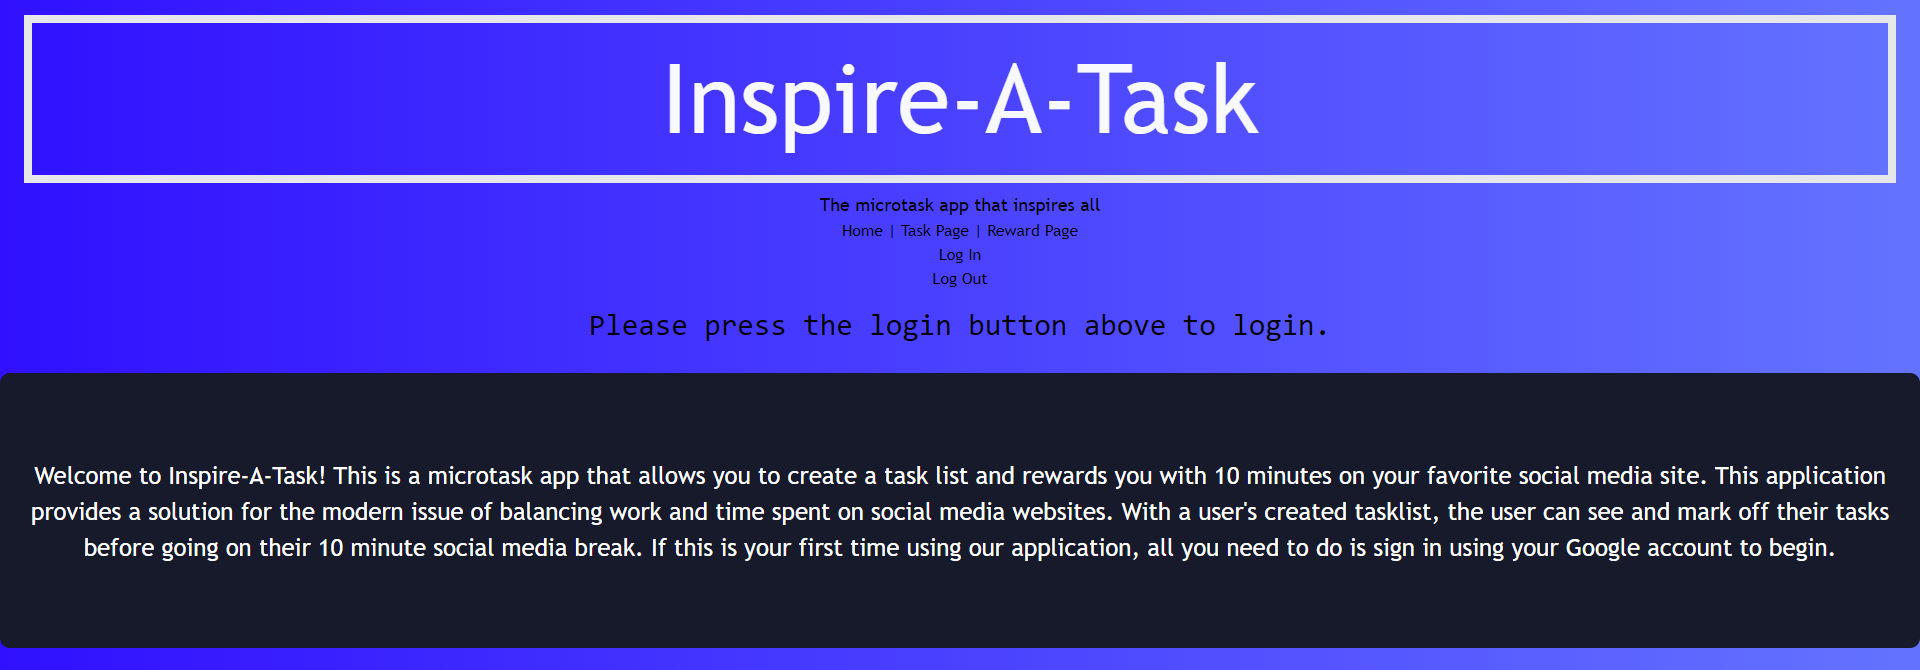 Inspire-A-Task
The microtask app that inspires all
Home | Task Page | Reward Page
Log In
Log Out
Please press the login button above to login.
Welcome to Inspire-A-Task! This is a microtask app that allows you to create a task list and rewards you with 10 minutes on your favorite social media site. This application
provides a solution for the modern issue of balancing work and time spent on social media websites. With a user's created tasklist, the user can see and mark off their tasks
before going on their 10 minute social media break. If this is your first time using our application, all you need to do is sign in using your Google account to begin.